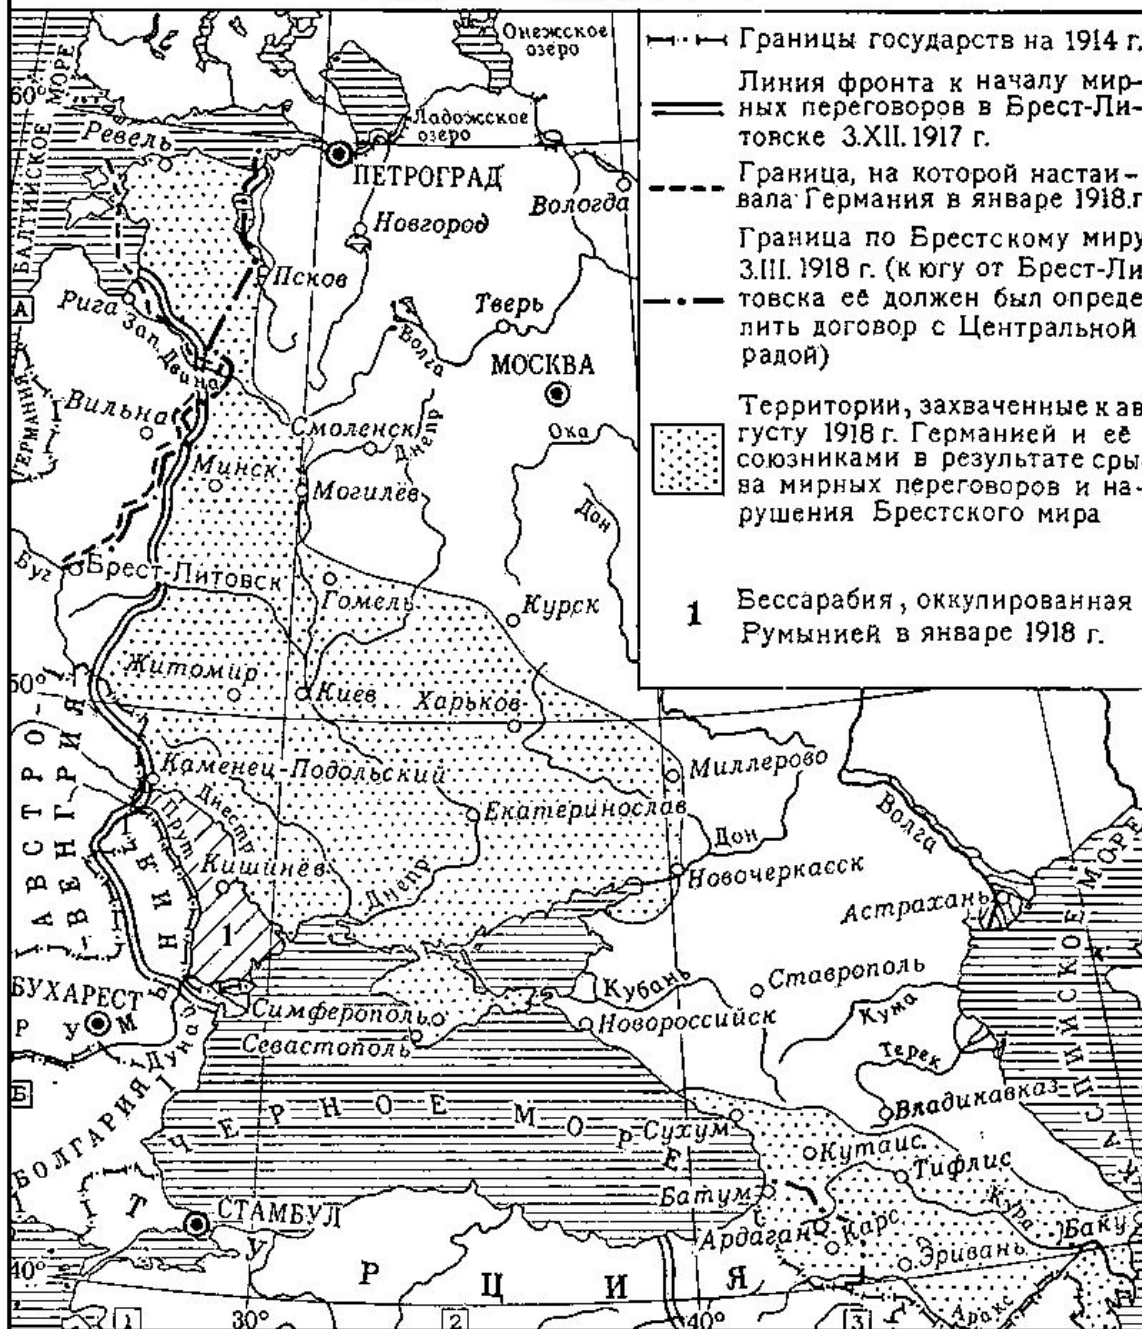 Границы государств на 1914 г.
Линия фронта к началу мир-
ных переговоров в Брест-Ли-
товске 3.XII.1917 г.
Граница, на которой настаи-
вала Германия в январе 1918.г
Граница по Брестскому миру
3.III.1918 г. (к югу от Брест-Ли
товска её должен был опреде
лить договор с Центральной
радой)
Территории, захваченные к ав
густу 1918 г. Германией и её
союзниками в результате сры
ва мирных переговоров и на-
рушения Брестского мира
1
Бессарабия, оккупированная
Румынией в январе 1918 г.
Онежское
озеро
60°
БАЛТИЙСКОЕ МОРЕ
Ладожское
озеро
Ревель
ПЕТРОГРАД
Новгород
Вологда
Псков
А
Рига
Зап. Двина
Тверь
Волга
МОСКВА
ГЕРМАНИЯ
Вильна
Смоленск
Днепр
Ока
Минск
Могилёв
Дон
Буг
Брест-Литовск
Гомель
Курск
Житомир
50°
Киев
Харьков
АВСТРО-
ВЕНГРИЯ
Каменец-Подольский
Миллерово
Днестр
Прут
Екатеринослав
Дон
Волга
Кишинёв
Днепр
Новочеркасск
Астрахань
1
КАСПИЙСКОЕ МОРЕ
БУХАРЕСТ
РУМЫНИЯ
Дунай
Кубань
Ставрополь
Симферополь
Новороссийск
Кума
Севастополь
Терек
Б
БОЛГАРИЯ
ЧЕРНОЕ МОРЕ
Сухум
Владикавказ
Кутаис
Тифлис
Батум
СТАМБУЛ
Кура
Баку
Ардаган
Карс
Эривань
40°
ТУРЦИЯ
Аракс
1
30°
2
40°
3